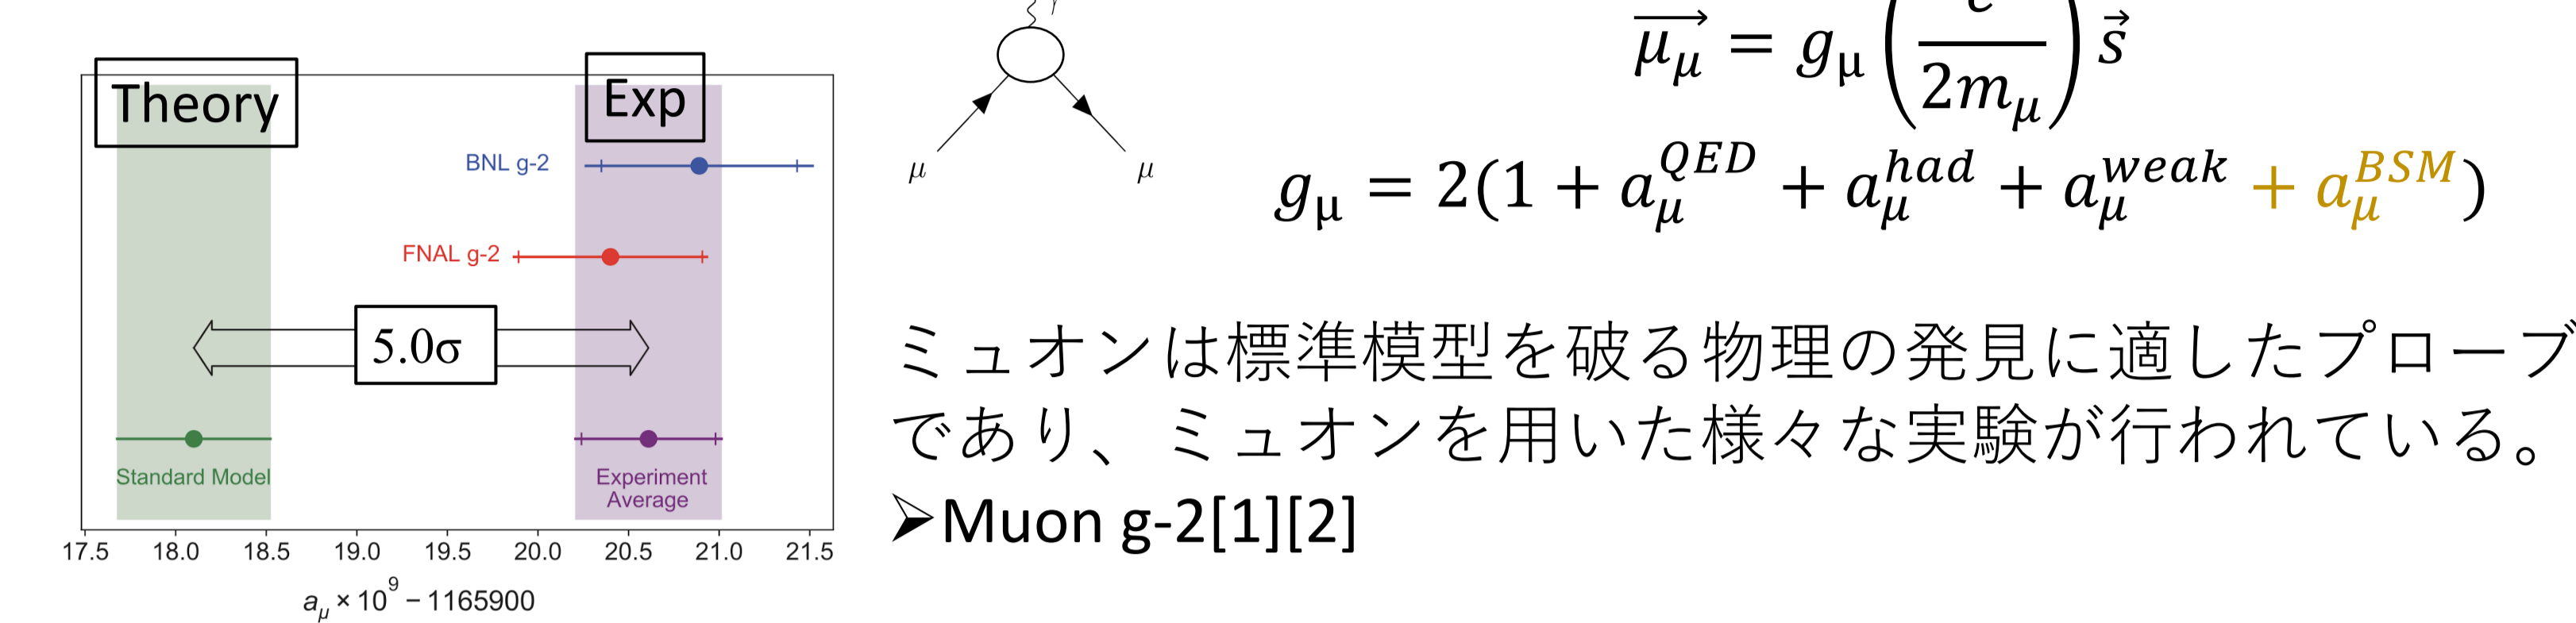 Theory
Exp
BNL g-2
FNAL g-2
5.0σ
Standard Model
Experiment
Average
17.5 18.0 18.5 19.0 19.5 20.0 20.5 21.0 21.5
a_μ × 10^9 − 1165900
γ
μ μ
μ_μ = g_μ (e / 2m_μ) s
g_μ = 2(1 + a_μ^QED + a_μ^had + a_μ^weak + a_μ^BSM)
ミュオンは標準模型を破る物理の発見に適したプローブ
であり、ミュオンを用いた様々な実験が行われている。
➢Muon g-2[1][2]